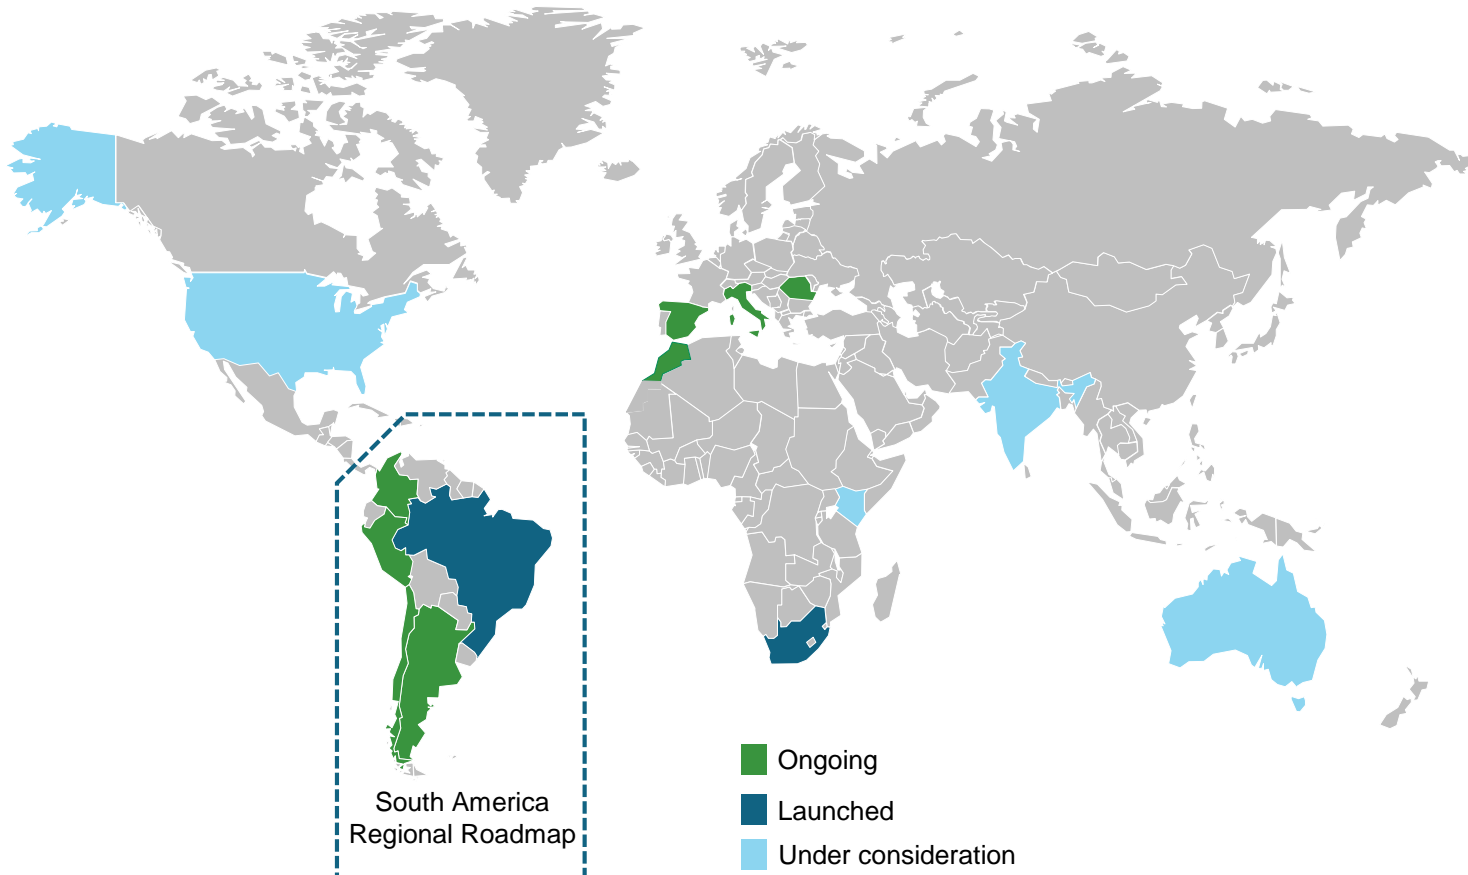 South America
Regional Roadmap
Ongoing
Launched
Under consideration